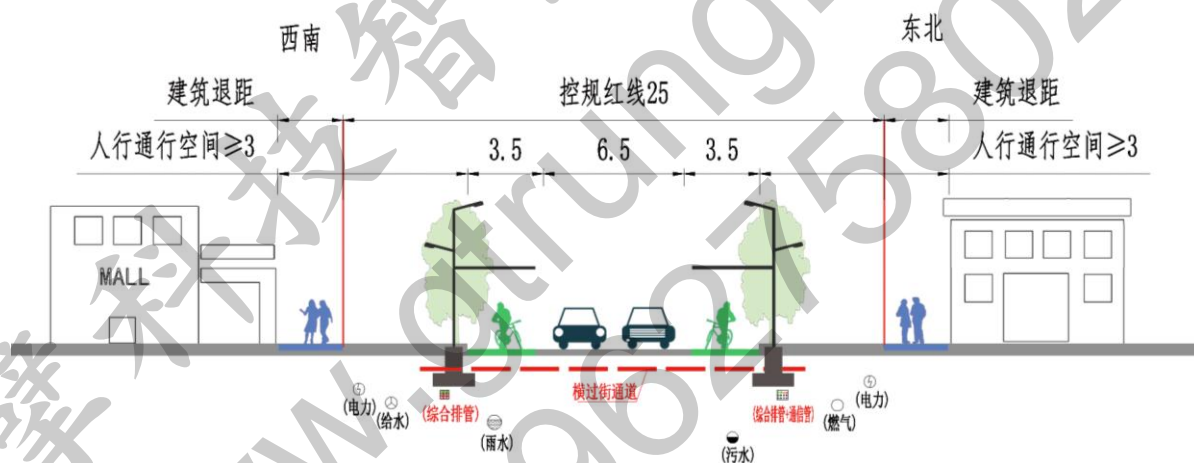 西南
东北
建筑退距
控规红线25
建筑退距
人行通行空间≥3
3.5
6.5
3.5
人行通行空间≥3
MALL
横过街通道
(电力)
(给水)
(综合排管)
(雨水)
(污水)
(综合排管+通信管)
(燃气)
(电力)